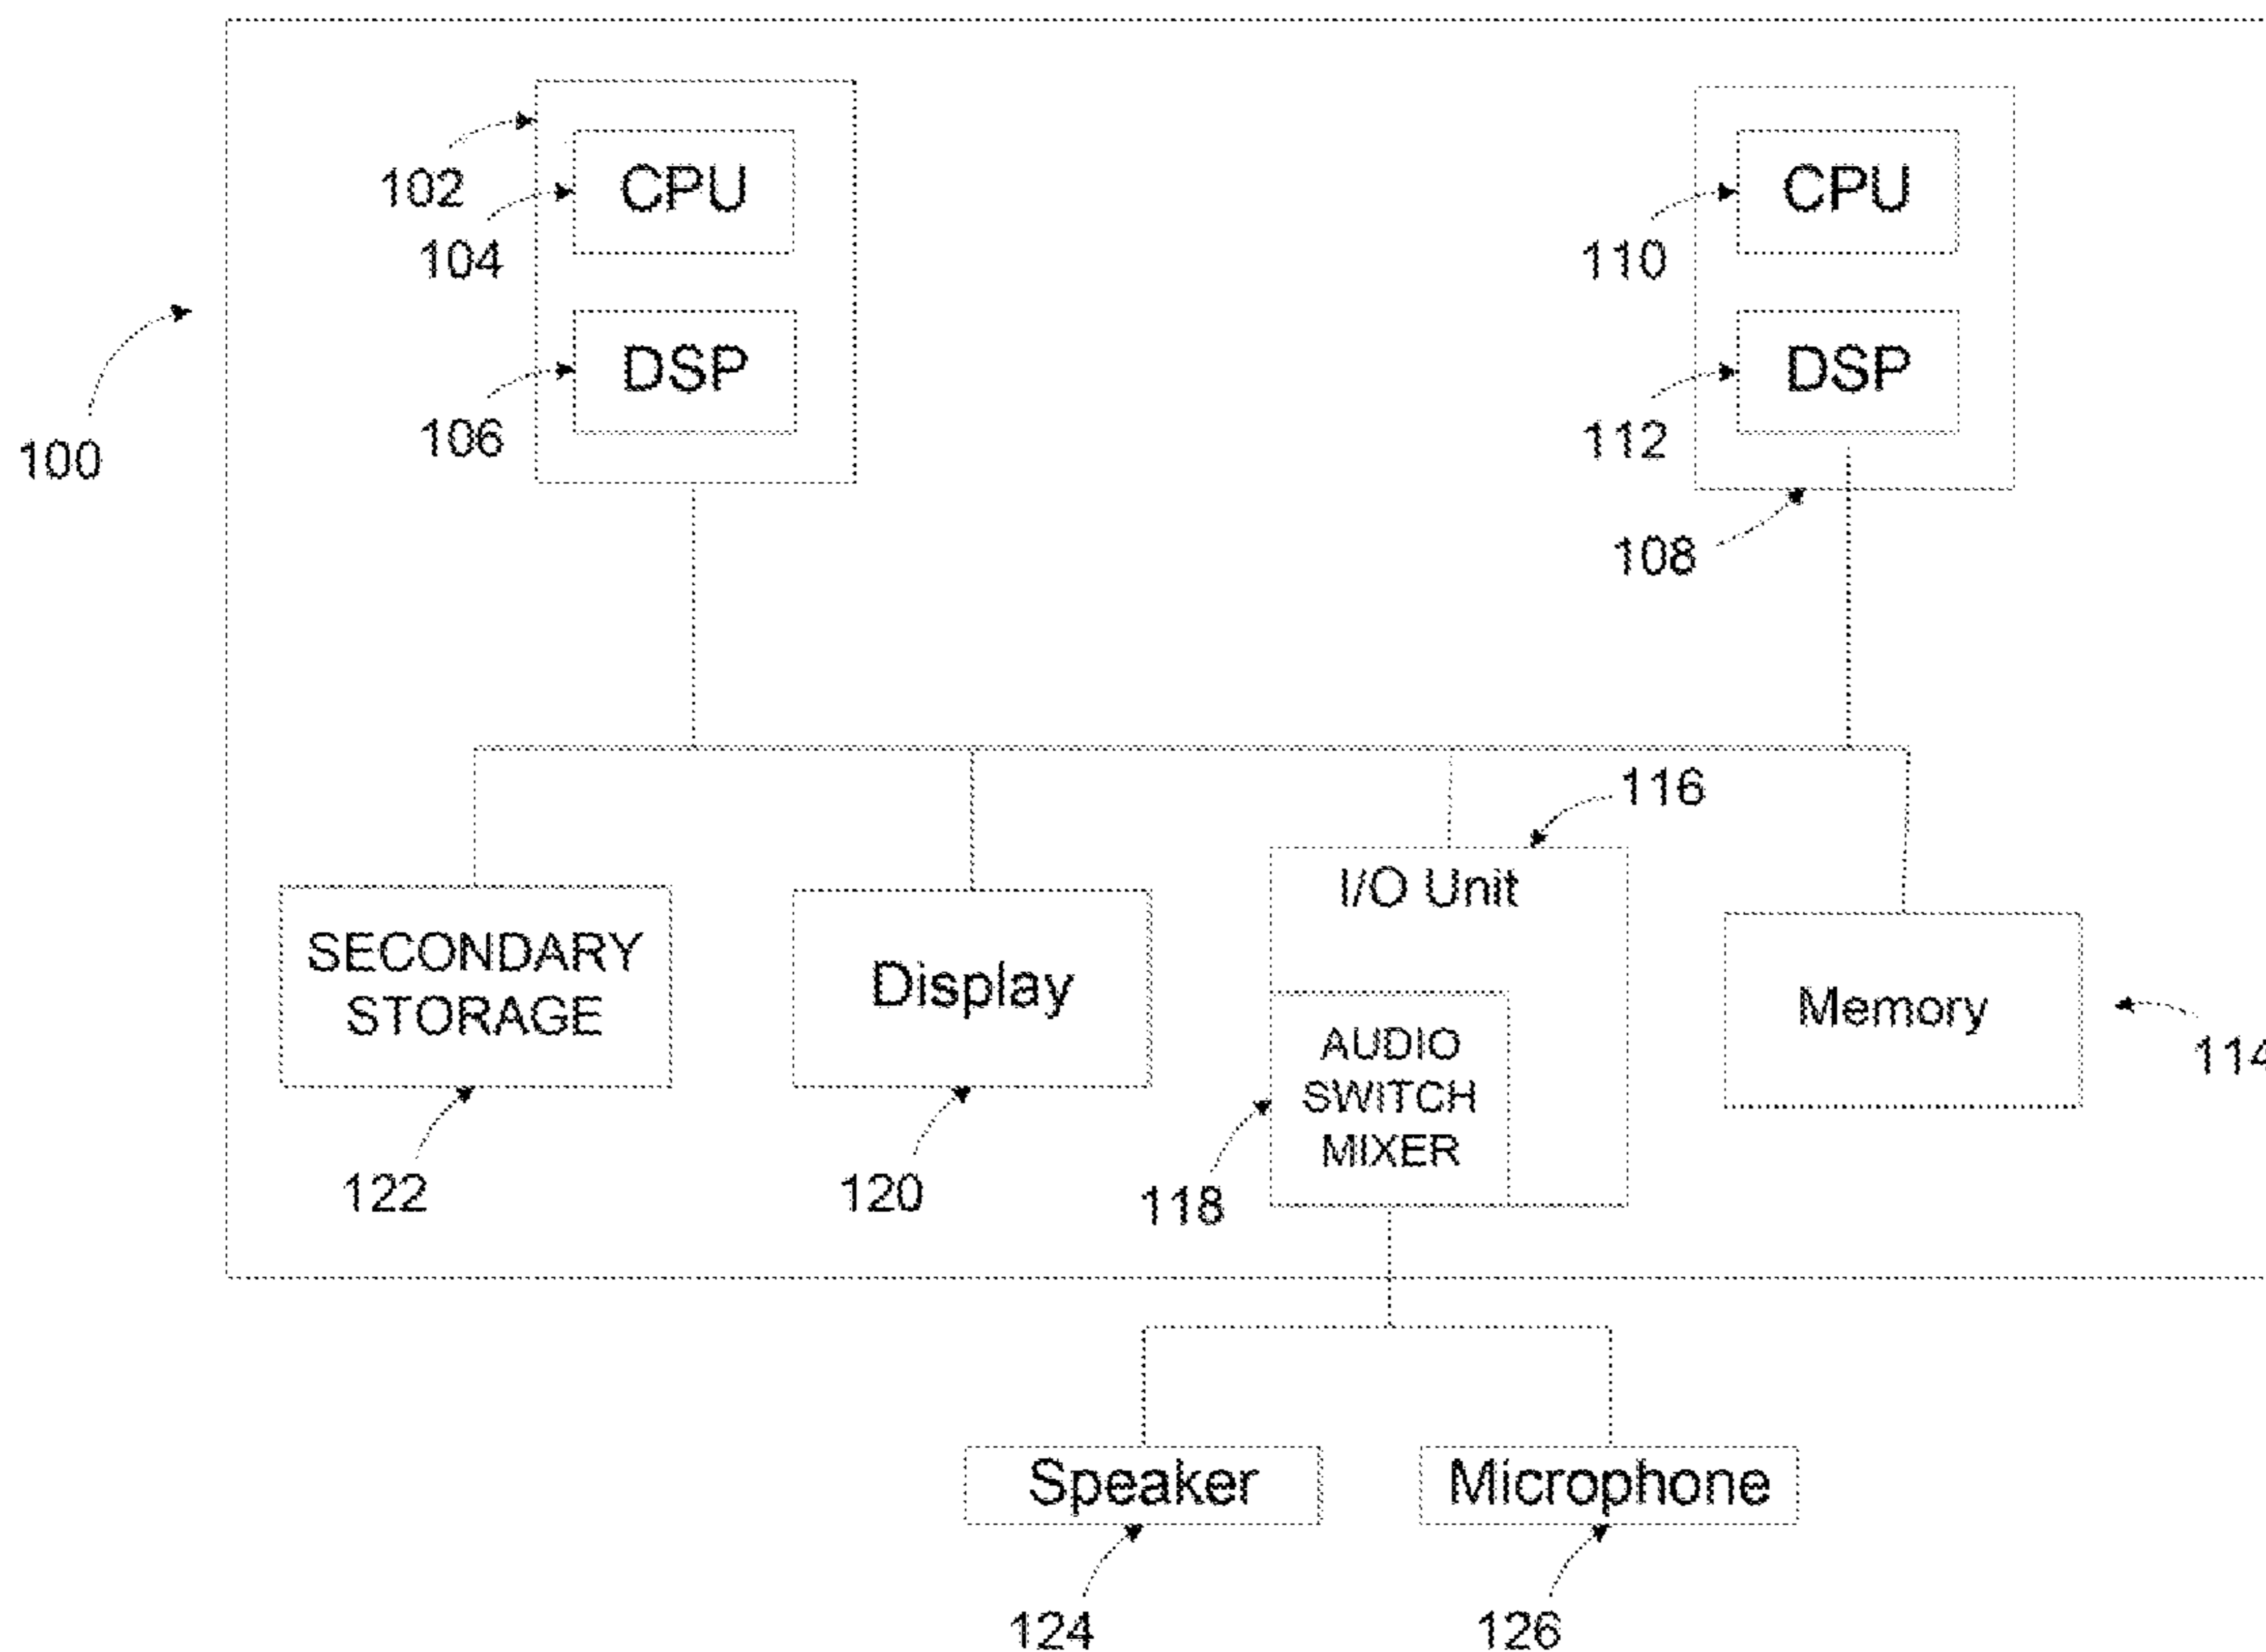 CPU
CPU
102
104
110
DSP
DSP
100
106
112
108
116
I/O Unit
SECONDARY
STORAGE
Display
Memory
AUDIO
SWITCH
MIXER
114
122
120
118
Speaker
Microphone
124
126